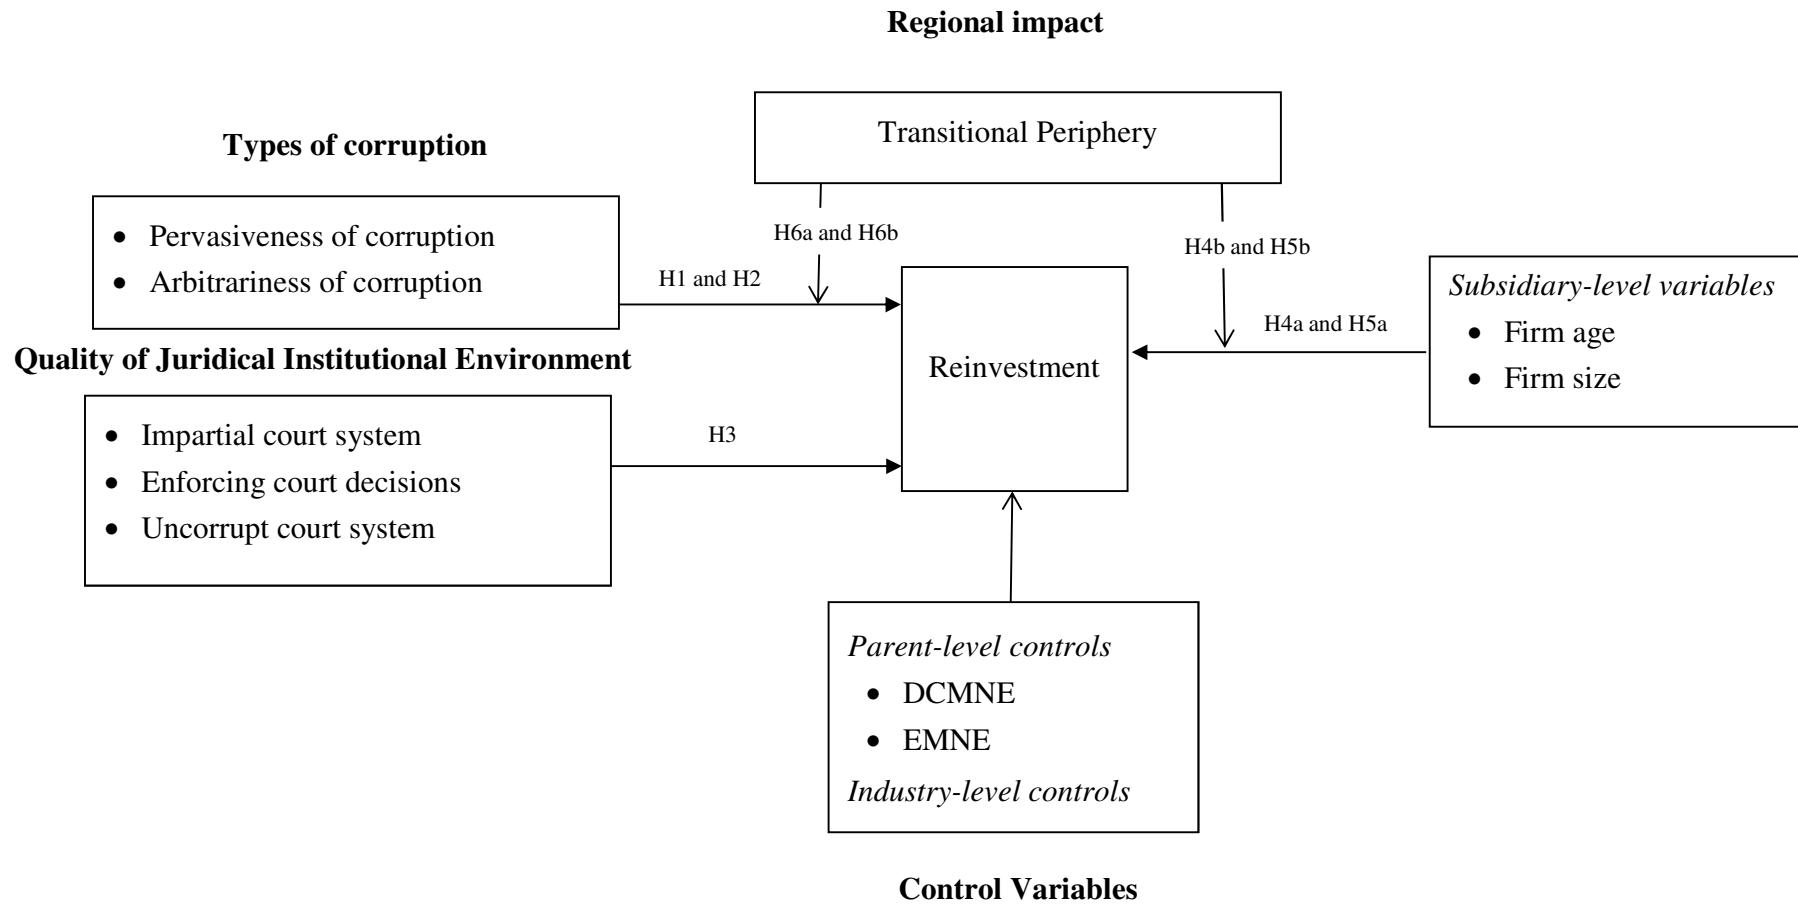 Regional impact
Transitional Periphery
Types of corruption
• Pervasiveness of corruption
• Arbitrariness of corruption
H6a and H6b
H4b and H5b
H1 and H2
H4a and H5a
Subsidiary-level variables
• Firm age
• Firm size
Quality of Juridical Institutional Environment
Reinvestment
• Impartial court system
• Enforcing court decisions
• Uncorrupt court system
H3
Parent-level controls
• DCMNE
• EMNE
Industry-level controls
Control Variables